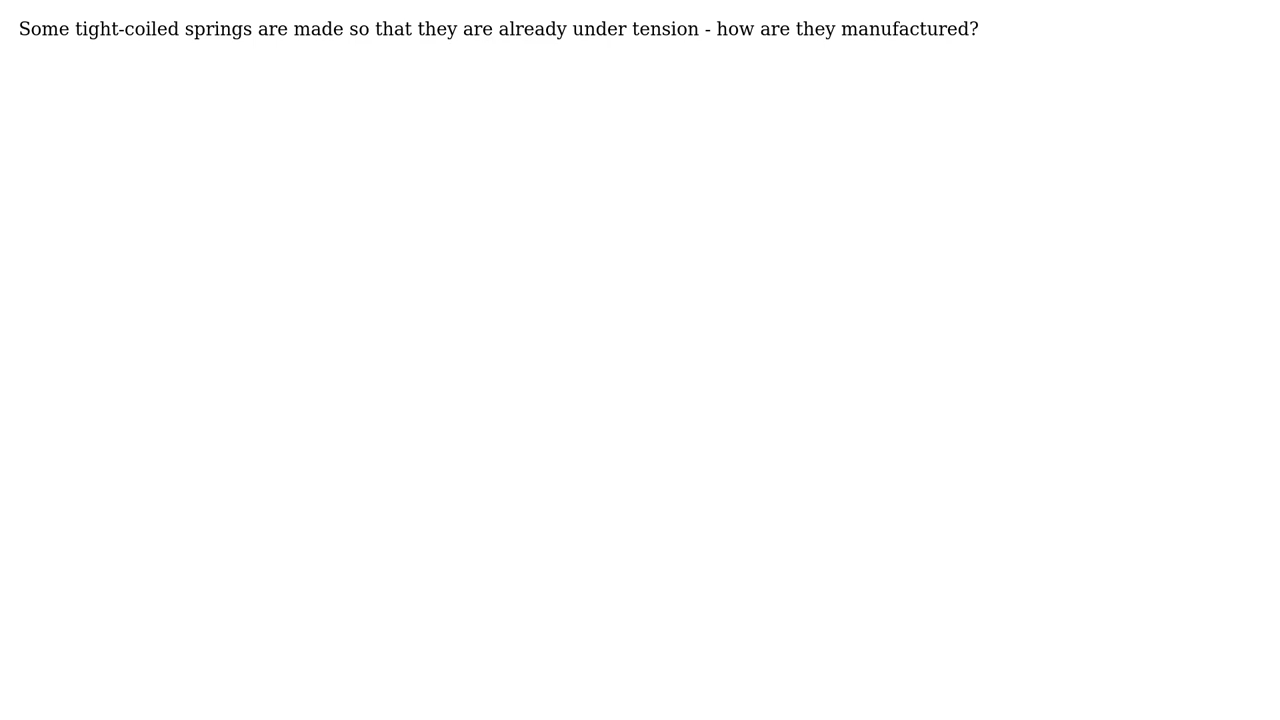 Some tight-coiled springs are made so that they are already under tension - how are they manufactured?